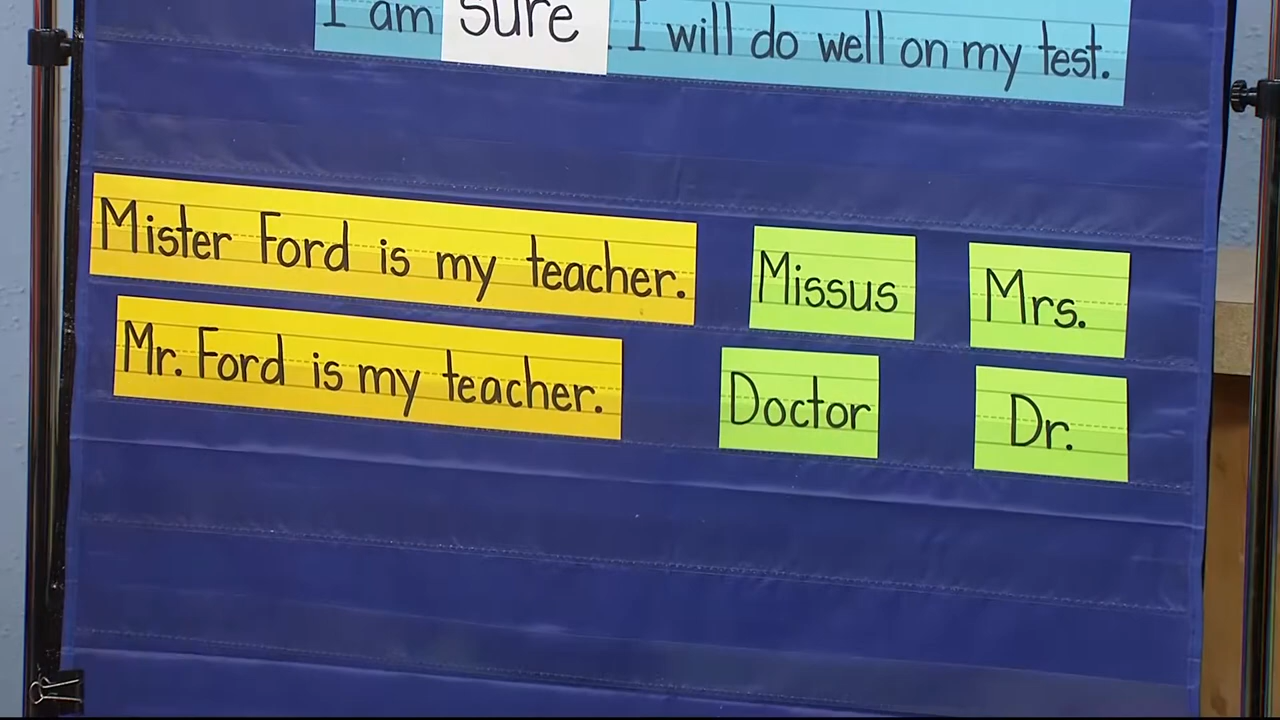 I am sure. I will do well on my test.
Mister Ford is my teacher. Missus Mrs.
Mr. Ford is my teacher. Doctor Dr.